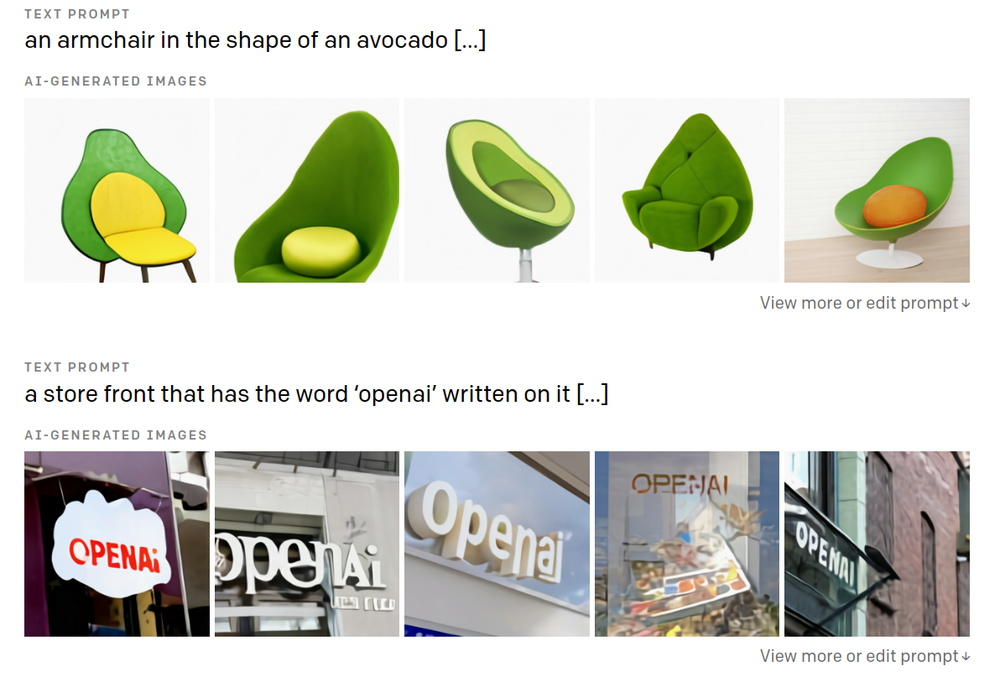 TEXT PROMPT
an armchair in the shape of an avocado [...]
AI-GENERATED IMAGES
View more or edit prompt↓
TEXT PROMPT
a store front that has the word ‘openai’ written on it [...]
AI-GENERATED IMAGES
OPENAi
openAi
Openai
OPENAI
OPENAI
View more or edit prompt↓